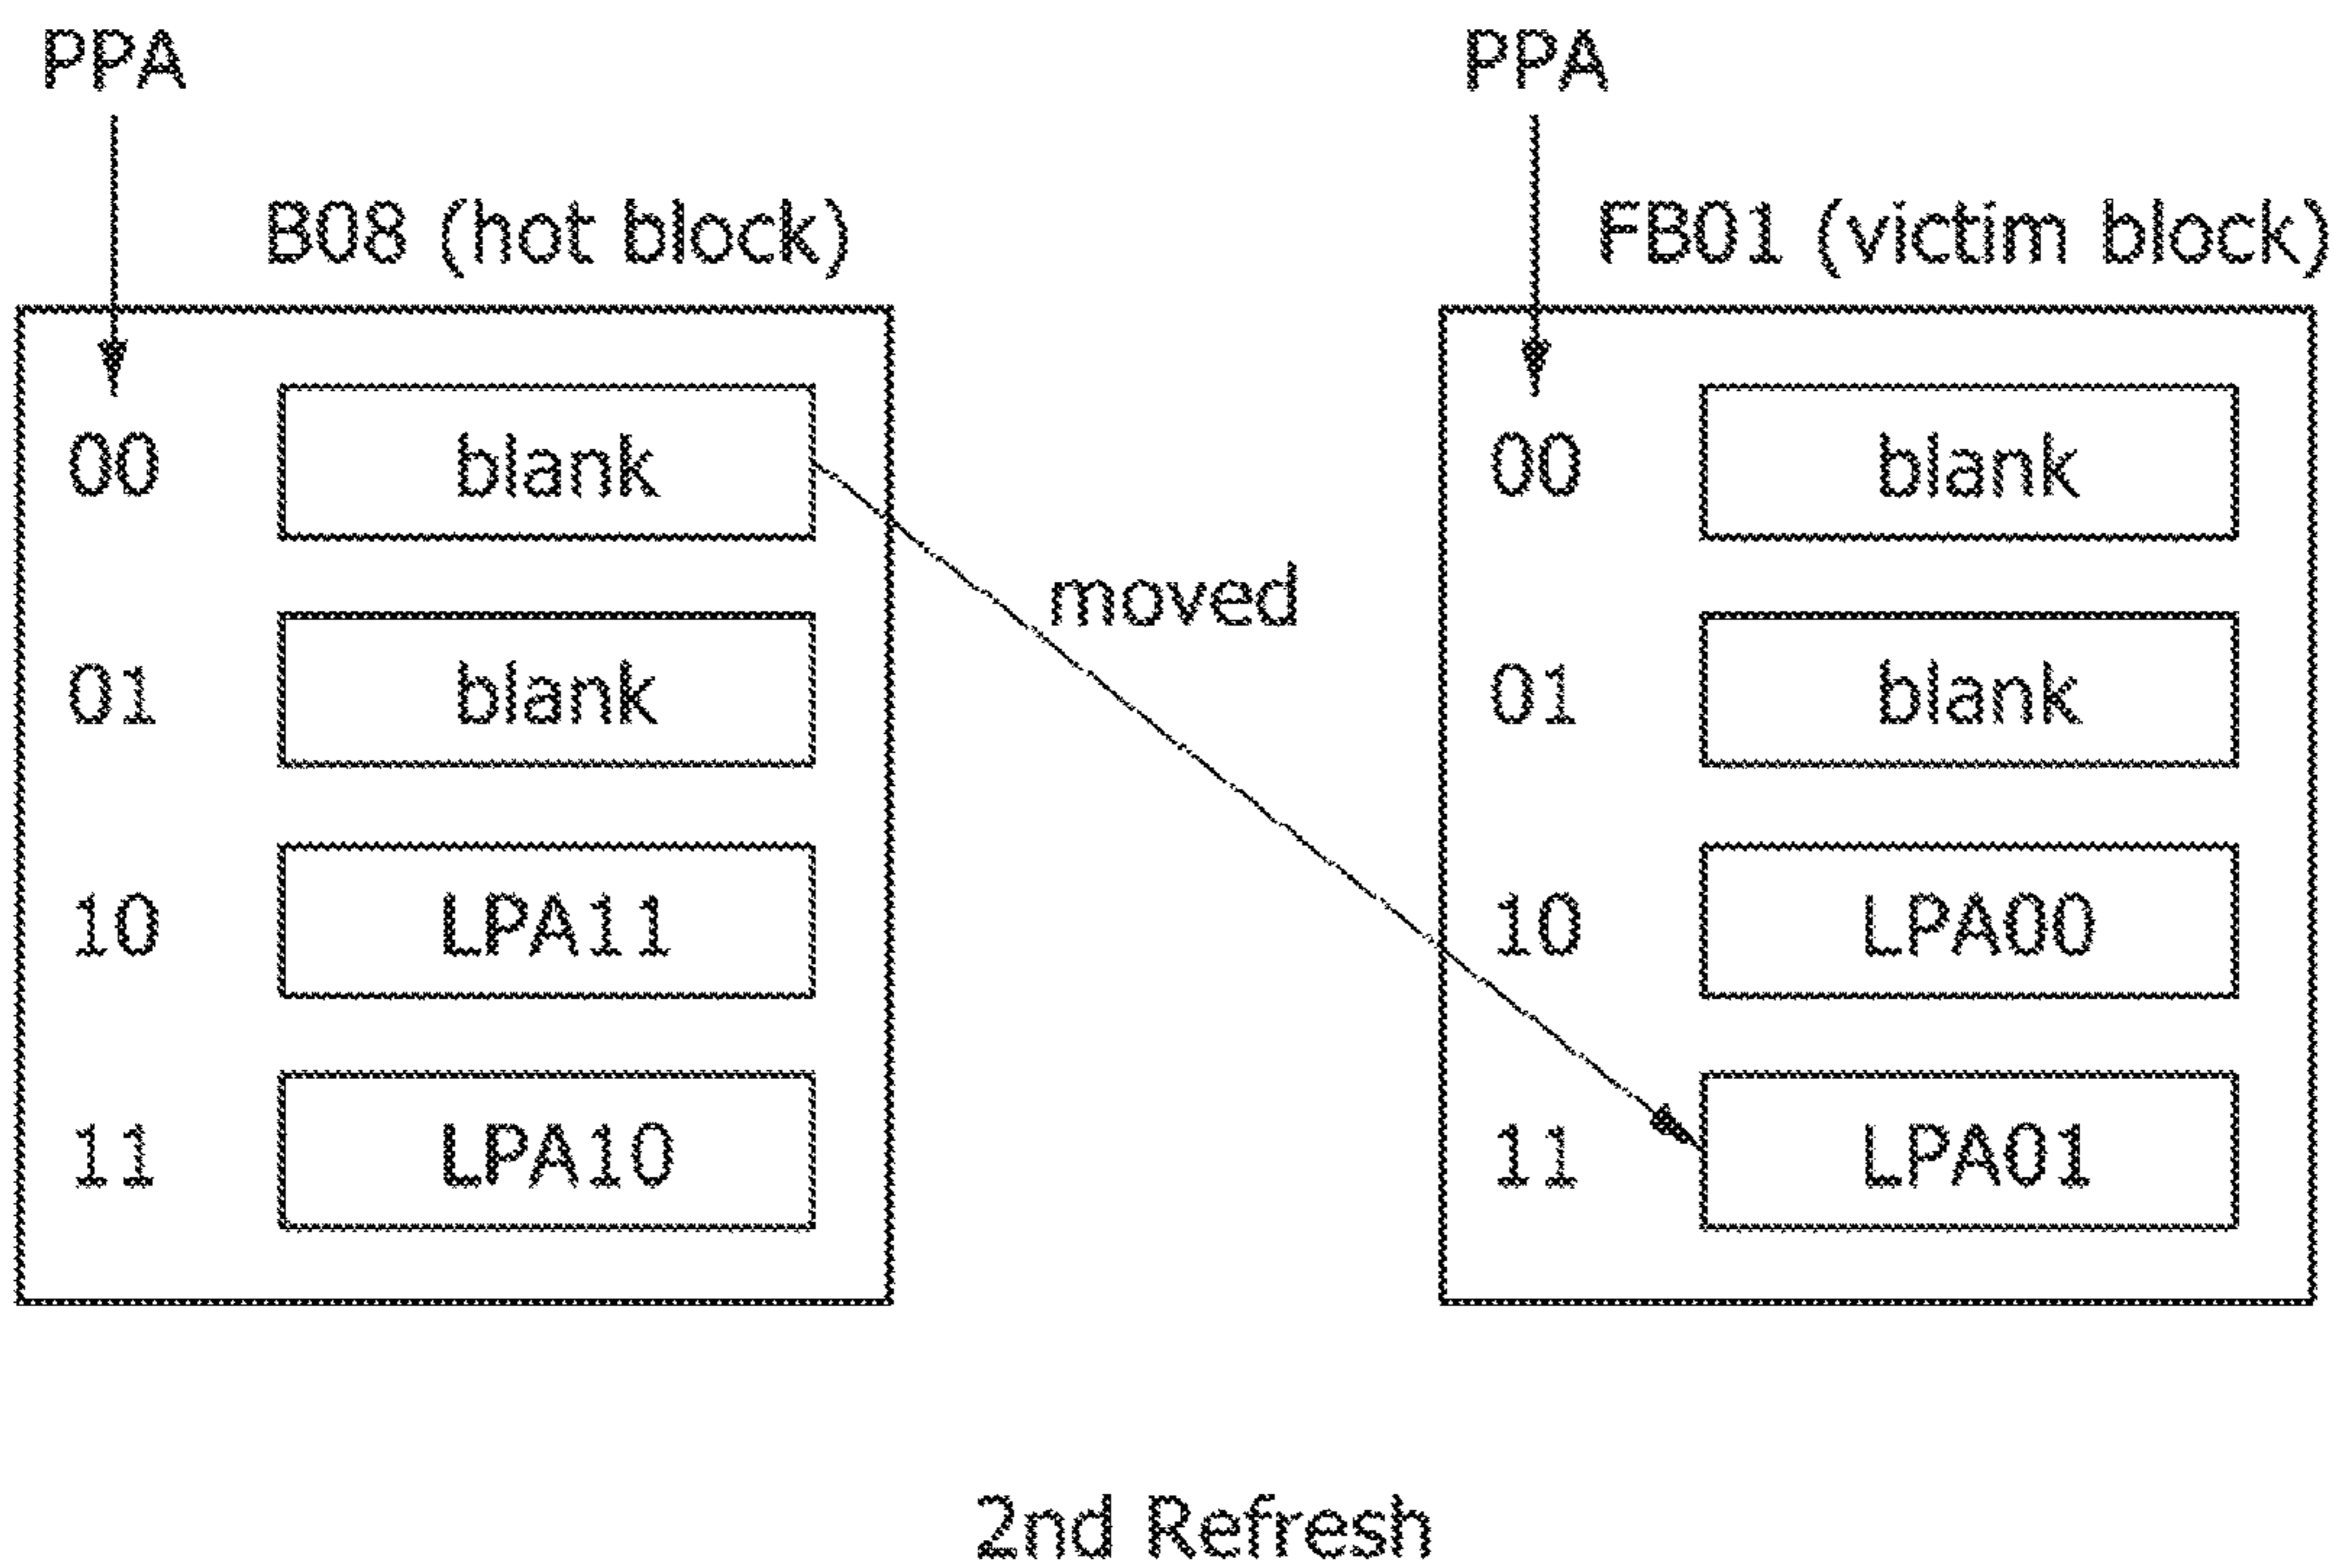 PPA
PPA
B08 (hot block)
FB01 (victim block)
00 blank
00 blank
moved
01 blank
01 blank
10 LPA11
10 LPA00
11 LPA10
11 LPA01
2nd Refresh